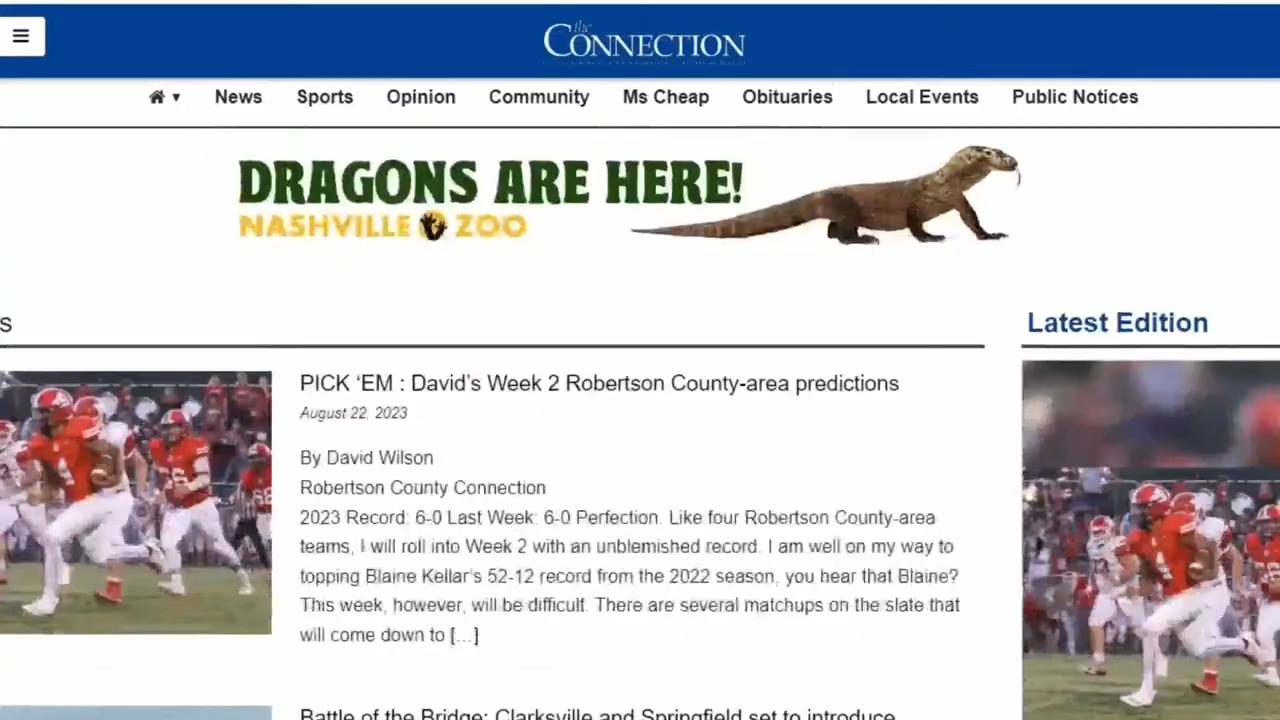 the
CONNECTION
News Sports Opinion Community Ms Cheap Obituaries Local Events Public Notices
DRAGONS ARE HERE!
NASHVILLE ZOO
s
Latest Edition
PICK ‘EM : David’s Week 2 Robertson County-area predictions
August 22, 2023
By David Wilson
Robertson County Connection
2023 Record: 6-0 Last Week: 6-0 Perfection. Like four Robertson County-area
teams, I will roll into Week 2 with an unblemished record. I am well on my way to
topping Blaine Kellar’s 52-12 record from the 2022 season, you hear that Blaine?
This week, however, will be difficult. There are several matchups on the slate that
will come down to […]
Battle of the Bridge: Clarksville and Springfield set to introduce